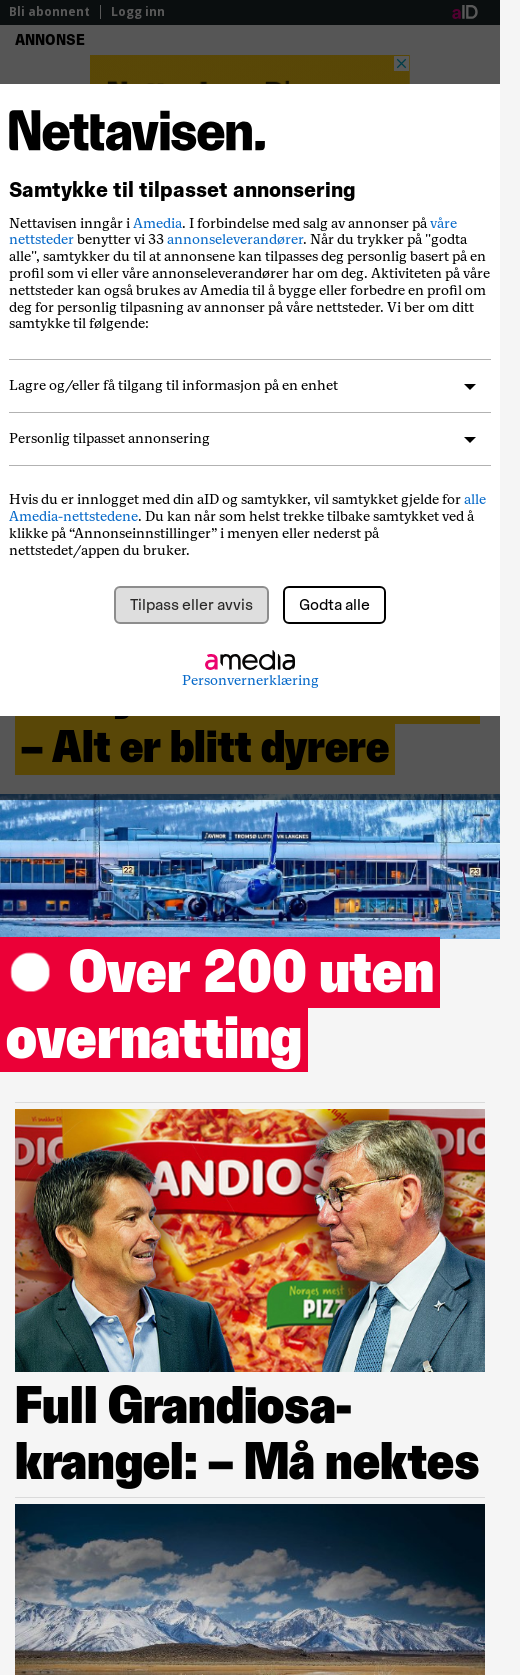 Bli abonnent | Logg inn
aID
ANNONSE
Nettavisen.
Samtykke til tilpasset annonsering
Nettavisen inngår i Amedia. I forbindelse med salg av annonser på våre
nettsteder benytter vi 33 annonseleverandører. Når du trykker på "godta
alle", samtykker du til at annonsene kan tilpasses deg personlig basert på en
profil som vi eller våre annonseleverandører har om deg. Aktiviteten på våre
nettsteder kan også brukes av Amedia til å bygge eller forbedre en profil om
deg for personlig tilpasning av annonser på våre nettsteder. Vi ber om ditt
samtykke til følgende:
Lagre og/eller få tilgang til informasjon på en enhet
Personlig tilpasset annonsering
Hvis du er innlogget med din aID og samtykker, vil samtykket gjelde for alle
Amedia-nettstedene. Du kan når som helst trekke tilbake samtykket ved å
klikke på “Annonseinnstillinger” i menyen eller nederst på
nettstedet/appen du bruker.
Tilpass eller avvis
Godta alle
amedia
Personvernerklæring
– Alt er blitt dyrere
AVINOR TROMSØ LUFTHAVN LANGNES
22
23
Over 200 uten
overnatting
DIC
ANDIOS
DIO
Norges mest s
PIZZ
Full Grandiosa-
krangel: – Må nektes